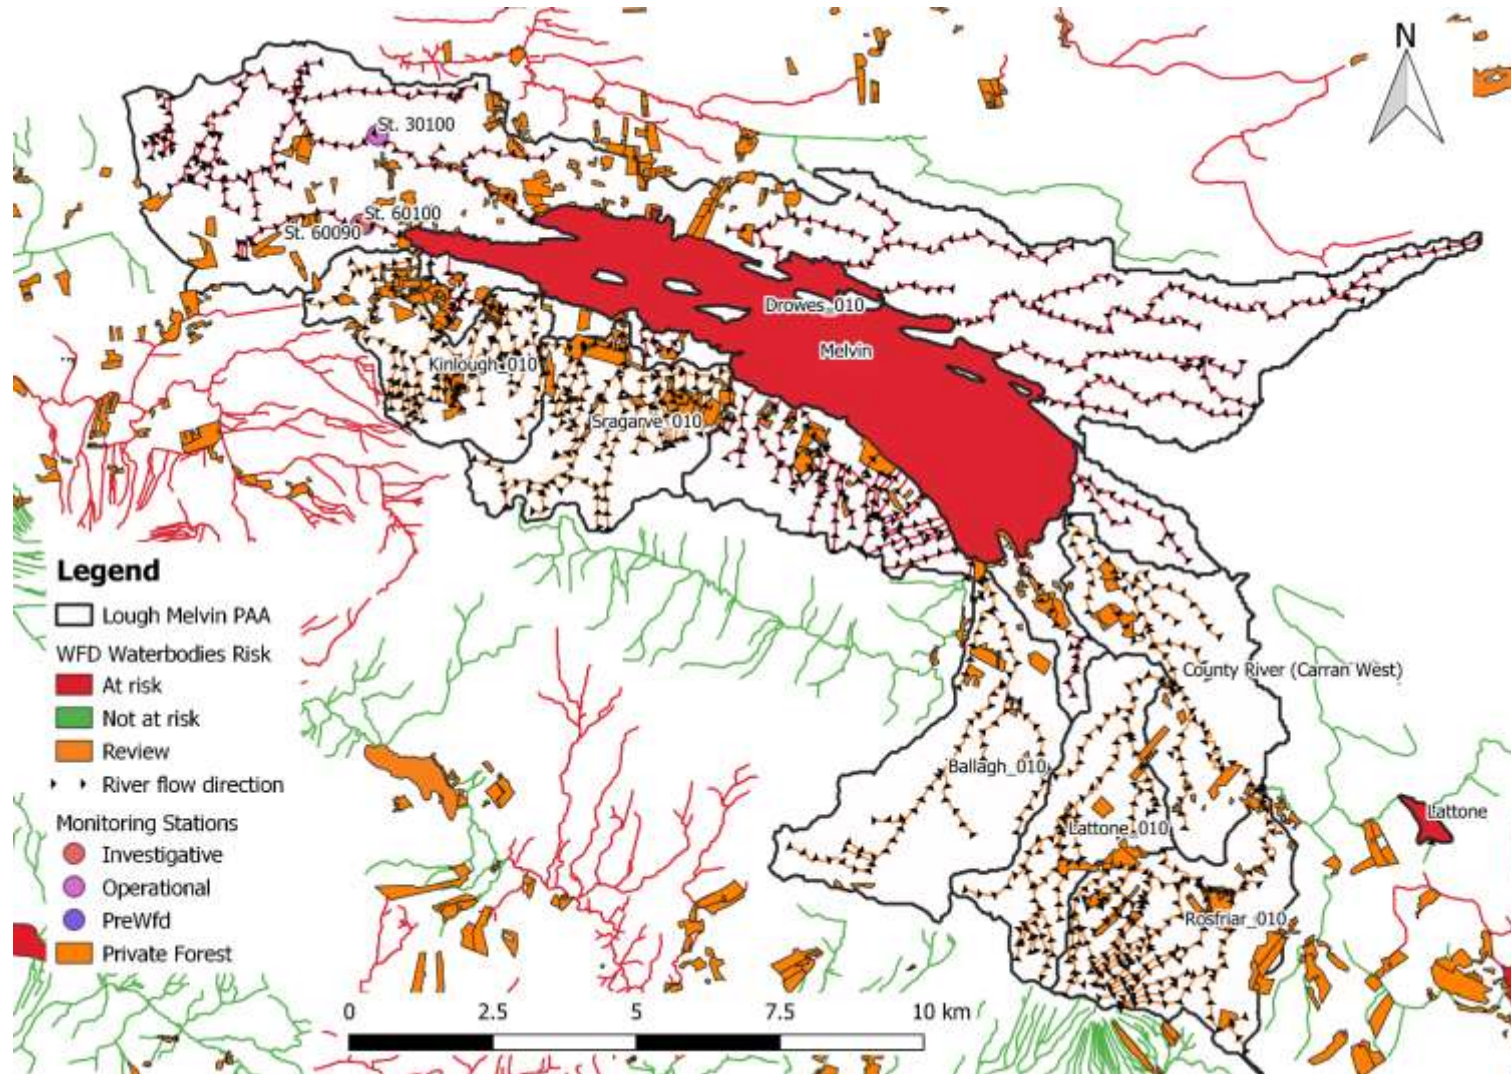 N
St. 30100
St. 60100
St. 60090
Drowes_010
Melvin
Kinlough_010
Sragarve_010
County River (Carran West)
Ballagh_010
Lattone
Lattone_010
Rosfriar_010
Legend
Lough Melvin PAA
WFD Waterbodies Risk
At risk
Not at risk
Review
River flow direction
Monitoring Stations
Investigative
Operational
PreWfd
Private Forest
0 2.5 5 7.5 10 km